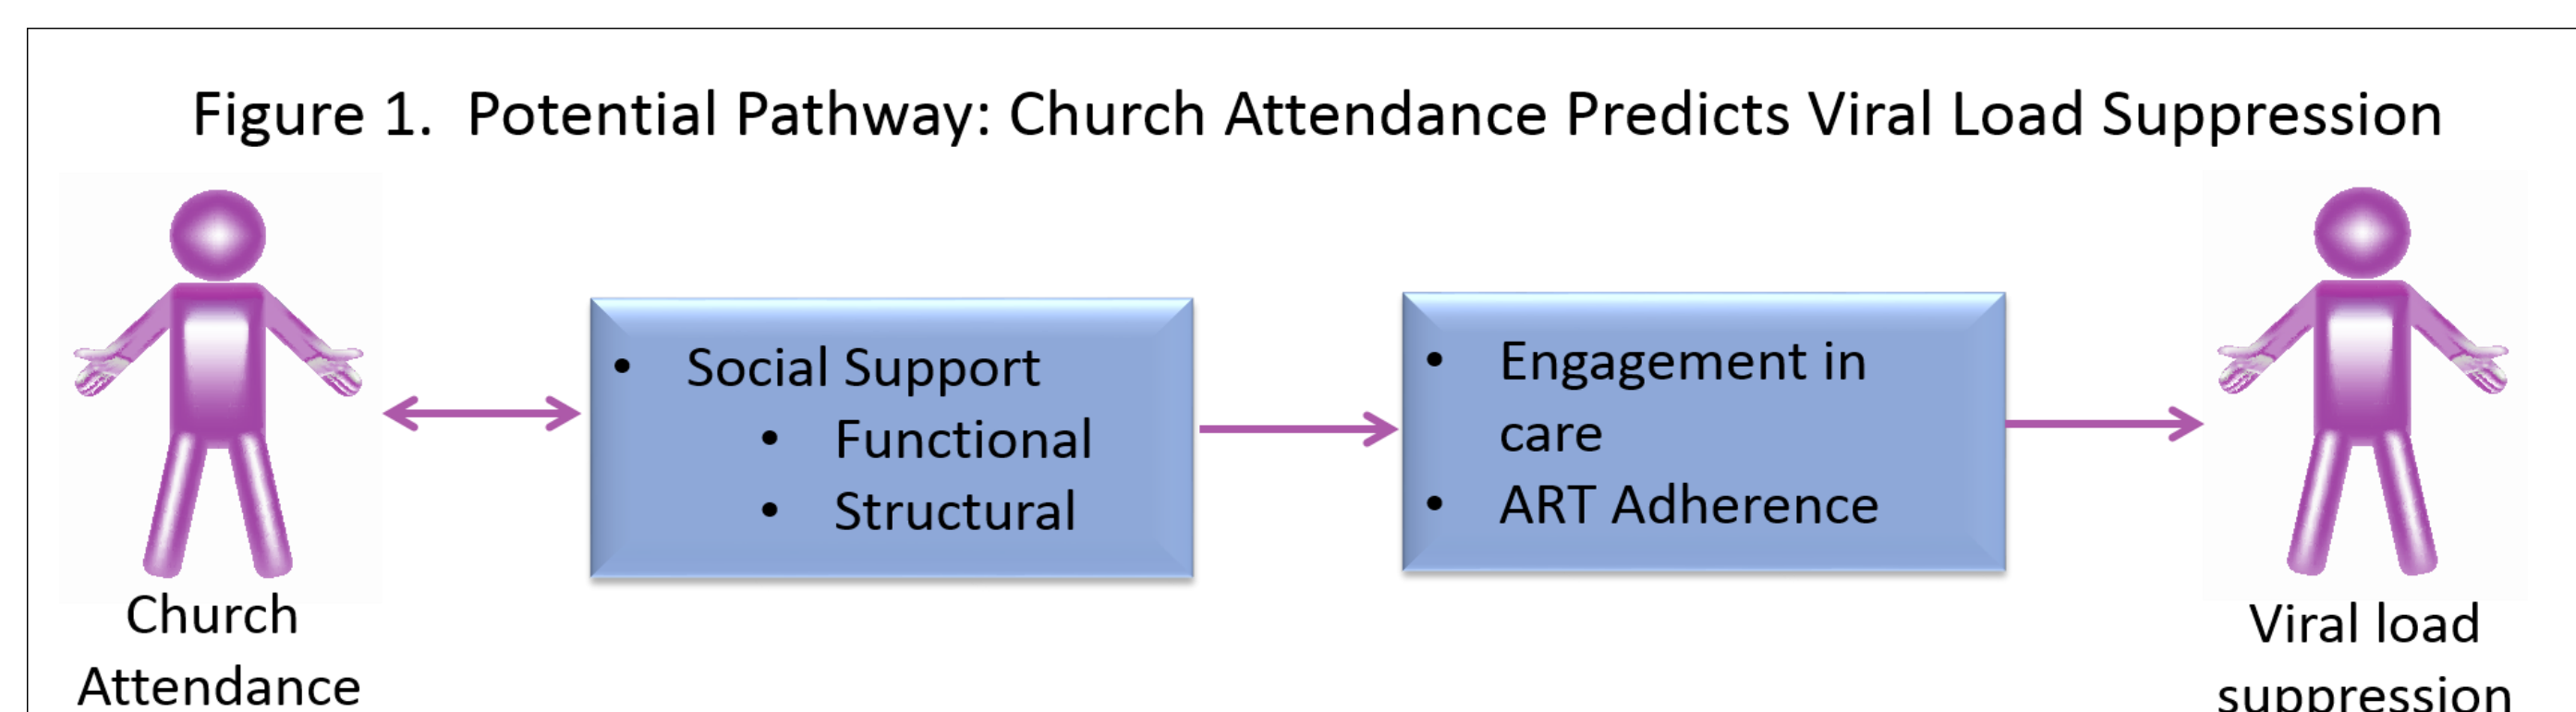 Figure 1.  Potential Pathway: Church Attendance Predicts Viral Load Suppression
• Social Support
• Functional
• Structural
• Engagement in
care
• ART Adherence
Church
Attendance
Viral load
suppression